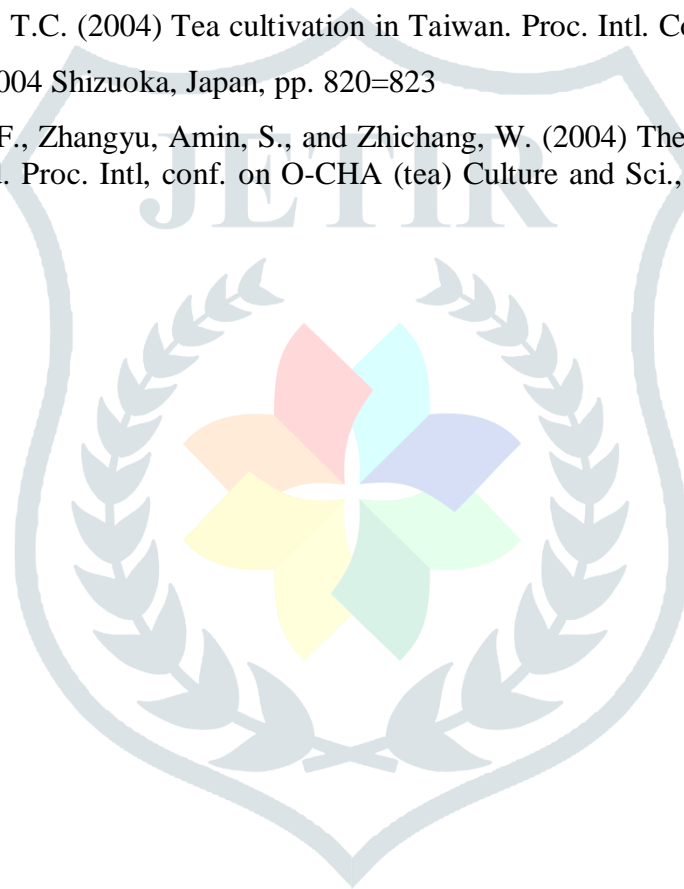 T.C. (2004) Tea cultivation in Taiwan. Proc. Intl.
004 Shizuoka, Japan, pp. 820=823
F., Zhangyu, Amin, S., and Zhichang, W. (2004) The
. Proc. Intl, conf. on O-CHA (tea) Culture and Sci.,
JETIR